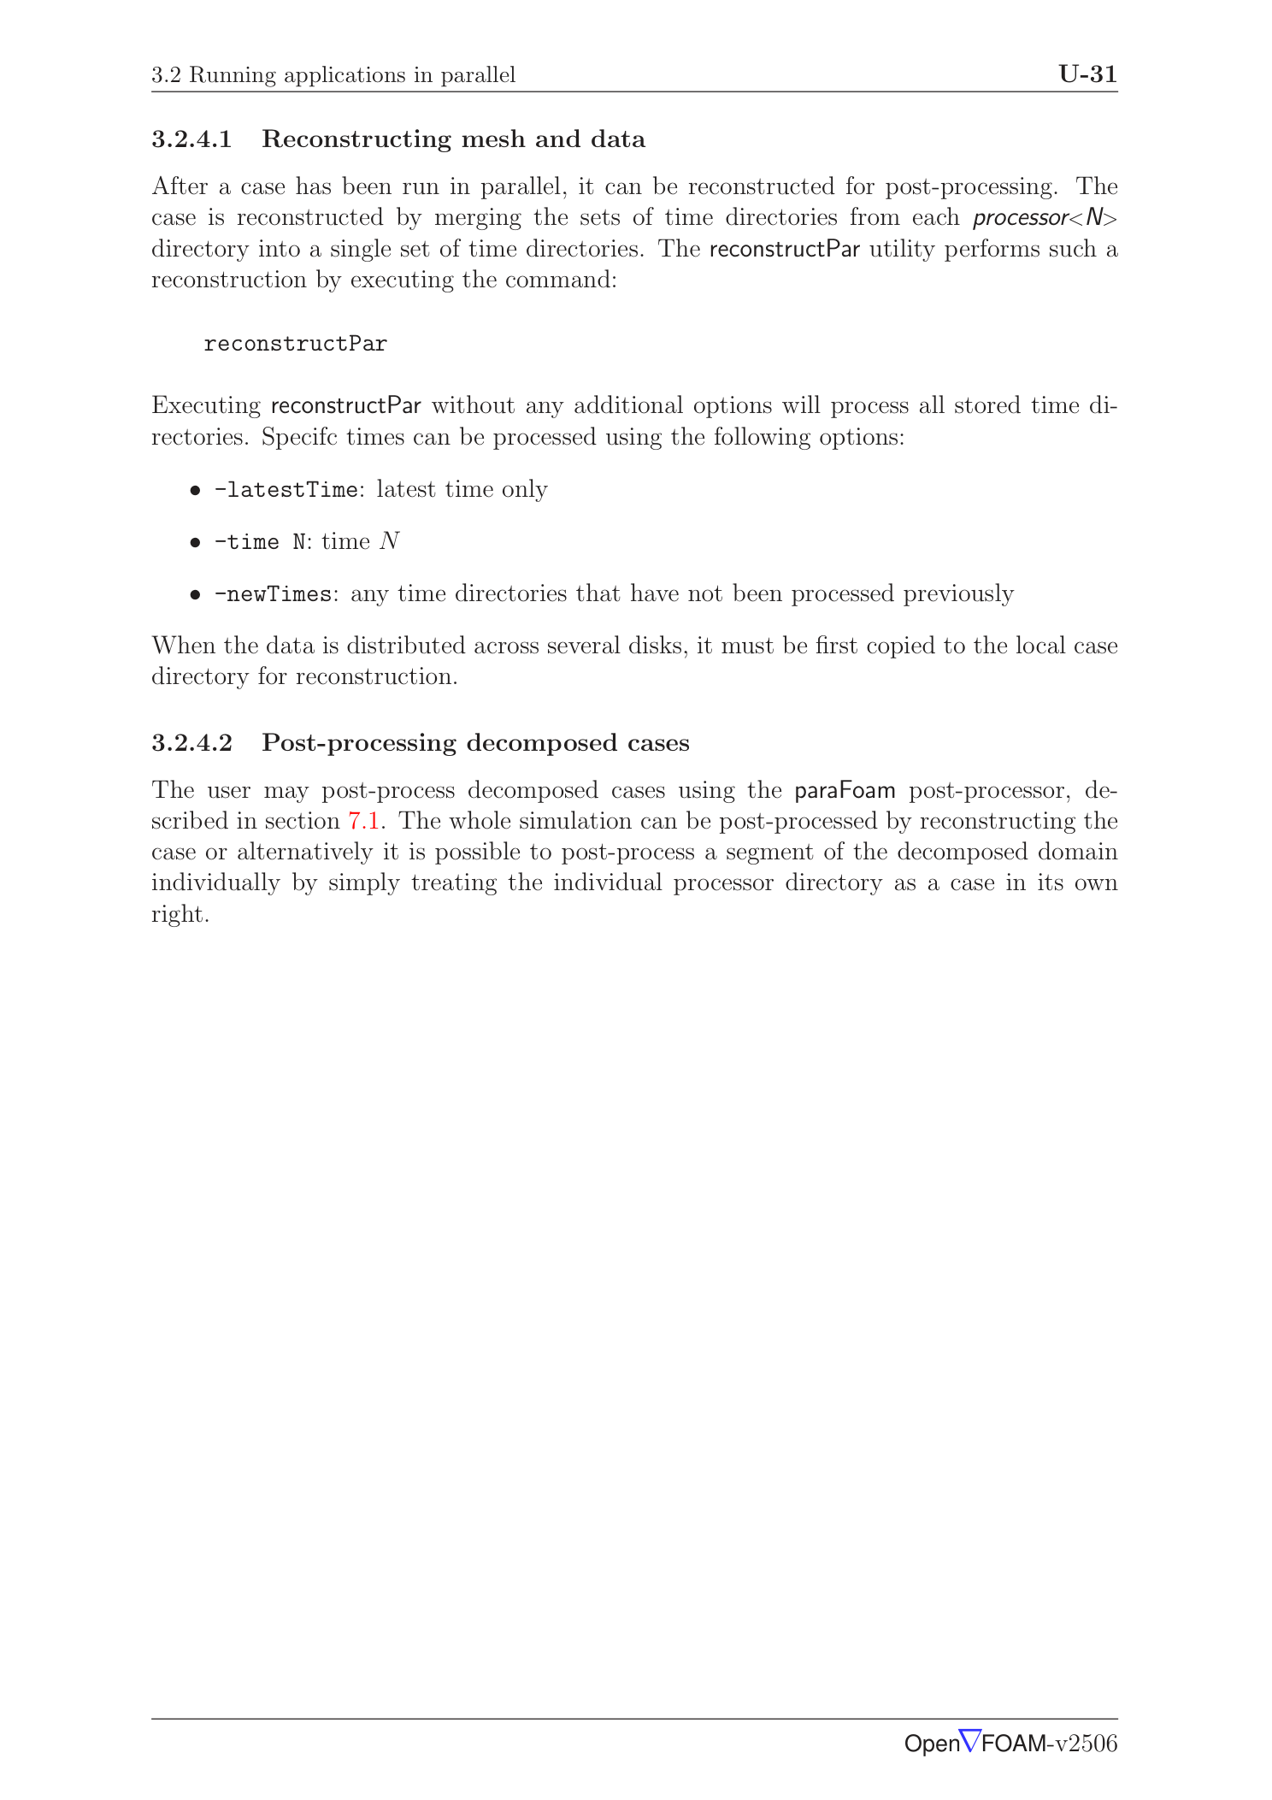 3.2 Running applications in parallel U-31
3.2.4.1 Reconstructing mesh and data
After a case has been run in parallel, it can be reconstructed for post-processing. The
case is reconstructed by merging the sets of time directories from each processor<N>
directory into a single set of time directories. The reconstructPar utility performs such a
reconstruction by executing the command:
reconstructPar
Executing reconstructPar without any additional options will process all stored time di-
rectories. Specifc times can be processed using the following options:
• -latestTime: latest time only
• -time N: time N
• -newTimes: any time directories that have not been processed previously
When the data is distributed across several disks, it must be first copied to the local case
directory for reconstruction.
3.2.4.2 Post-processing decomposed cases
The user may post-process decomposed cases using the paraFoam post-processor, de-
scribed in section 7.1. The whole simulation can be post-processed by reconstructing the
case or alternatively it is possible to post-process a segment of the decomposed domain
individually by simply treating the individual processor directory as a case in its own
right.
Open∇FOAM-v2506